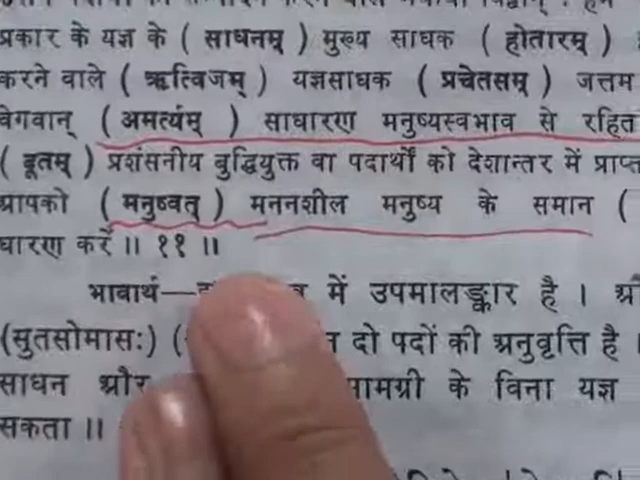 प्रकार के यज्ञ के ( साधनम् ) मुख्य साधक ( होतारम् )
करने वाले ( ऋत्विजम् ) यज्ञसाधक ( प्रचेतसम् ) जत्तम
वेगवान् ( अमर्त्यम् ) साधारण मनुष्यस्वभाव से रहित
( दूतम् ) प्रशंसनीय बुद्धियुक्त वा पदार्थों को देशान्तर में प्राप्त
आपको ( मनुष्वत् ) मननशील मनुष्य के समान (
धारण करें ॥ ११ ॥
भावार्थ— में उपमालङ्कार है ।
(सुतसोमासः) ( दो पदों की अनुवृत्ति है ।
साधन और सामग्री के विना यज्ञ
सकता ॥